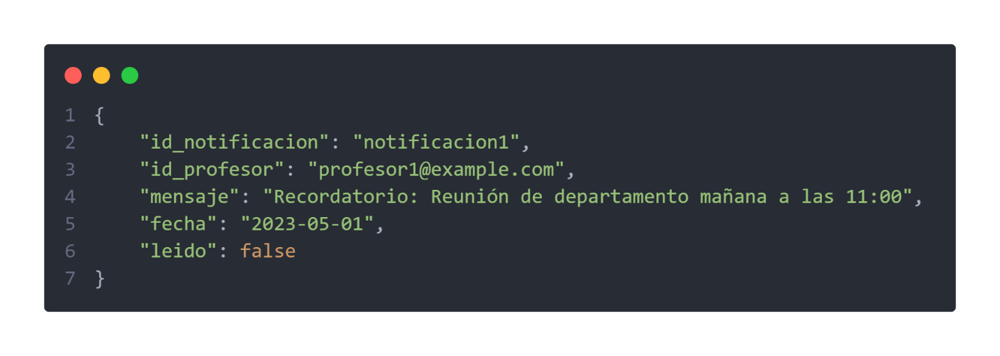 1 {
2     "id_notificacion": "notificacion1",
3     "id_profesor": "profesor1@example.com",
4     "mensaje": "Recordatorio: Reunión de departamento mañana a las 11:00",
5     "fecha": "2023-05-01",
6     "leido": false
7 }